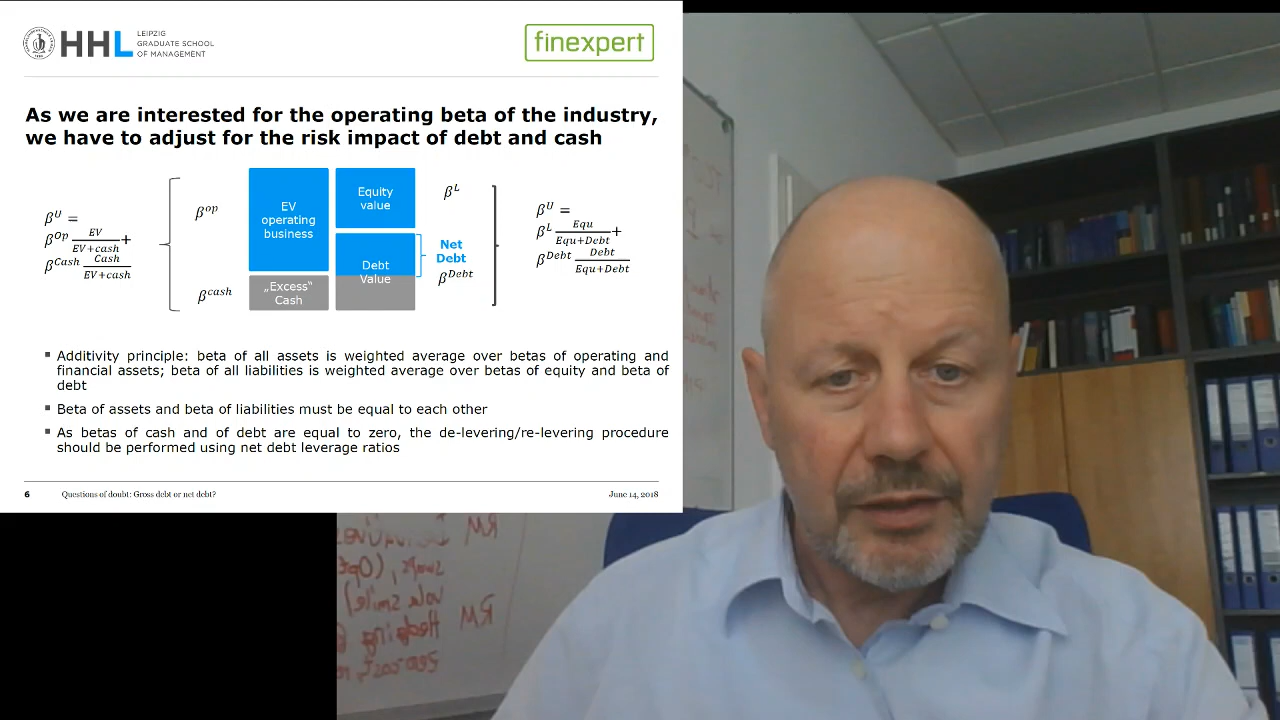 HHL
LEIPZIG
GRADUATE SCHOOL
OF MANAGEMENT
finexpert
As we are interested for the operating beta of the industry,
we have to adjust for the risk impact of debt and cash
β^U =
β^Op EV/EV+cash +
β^Cash Cash/EV+cash
β^op
β^cash
EV
operating
business
„Excess“
Cash
Equity
value
Debt
Value
β^L
Net
Debt
β^Debt
β^U =
β^L Equ/Equ+Debt +
β^Debt Debt/Equ+Debt
▪ Additivity principle: beta of all assets is weighted average over betas of operating and
financial assets; beta of all liabilities is weighted average over betas of equity and beta of
debt
▪ Beta of assets and beta of liabilities must be equal to each other
▪ As betas of cash and of debt are equal to zero, the de-levering/re-levering procedure
should be performed using net debt leverage ratios
6 Questions of doubt: Gross debt or net debt? June 14, 2018
RM
(Opt
RM
Hedging